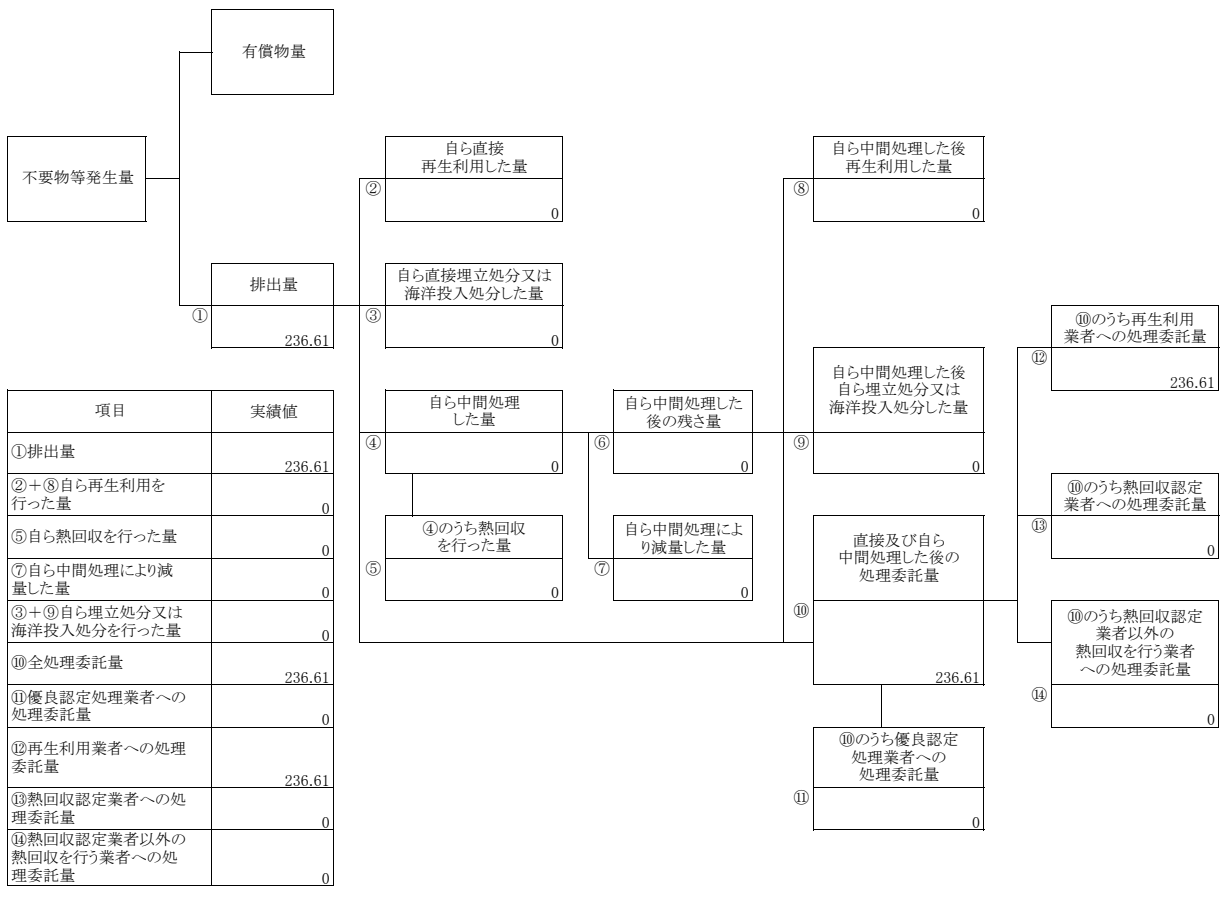 有償物量
不要物等発生量
排出量
①
236.61
自ら直接
再生利用した量
②
0
自ら直接埋立処分又は
海洋投入処分した量
③
0
自ら中間処理
した量
④
0
④のうち熱回収
を行った量
⑤
0
自ら中間処理した
後の残さ量
⑥
0
自ら中間処理によ
り減量した量
⑦
0
自ら中間処理した後
再生利用した量
⑧
0
自ら中間処理した後
自ら埋立処分又は
海洋投入処分した量
⑨
0
直接及び自ら
中間処理した後の
処理委託量
⑩
236.61
⑩のうち優良認定
処理業者への
処理委託量
⑪
0
⑩のうち再生利用
業者への処理委託量
⑫
236.61
⑩のうち熱回収認定
業者への処理委託量
⑬
0
⑩のうち熱回収認定
業者以外の
熱回収を行う業者
への処理委託量
⑭
0
項目 実績値
①排出量
236.61
②＋⑧自ら再生利用を
行った量
0
⑤自ら熱回収を行った量
0
⑦自ら中間処理により減
量した量
0
③＋⑨自ら埋立処分又は
海洋投入処分を行った量
0
⑩全処理委託量
236.61
⑪優良認定処理業者への
処理委託量
0
⑫再生利用業者への処理
委託量
236.61
⑬熱回収認定業者への処
理委託量
0
⑭熱回収認定業者以外の
熱回収を行う業者への処
理委託量
0